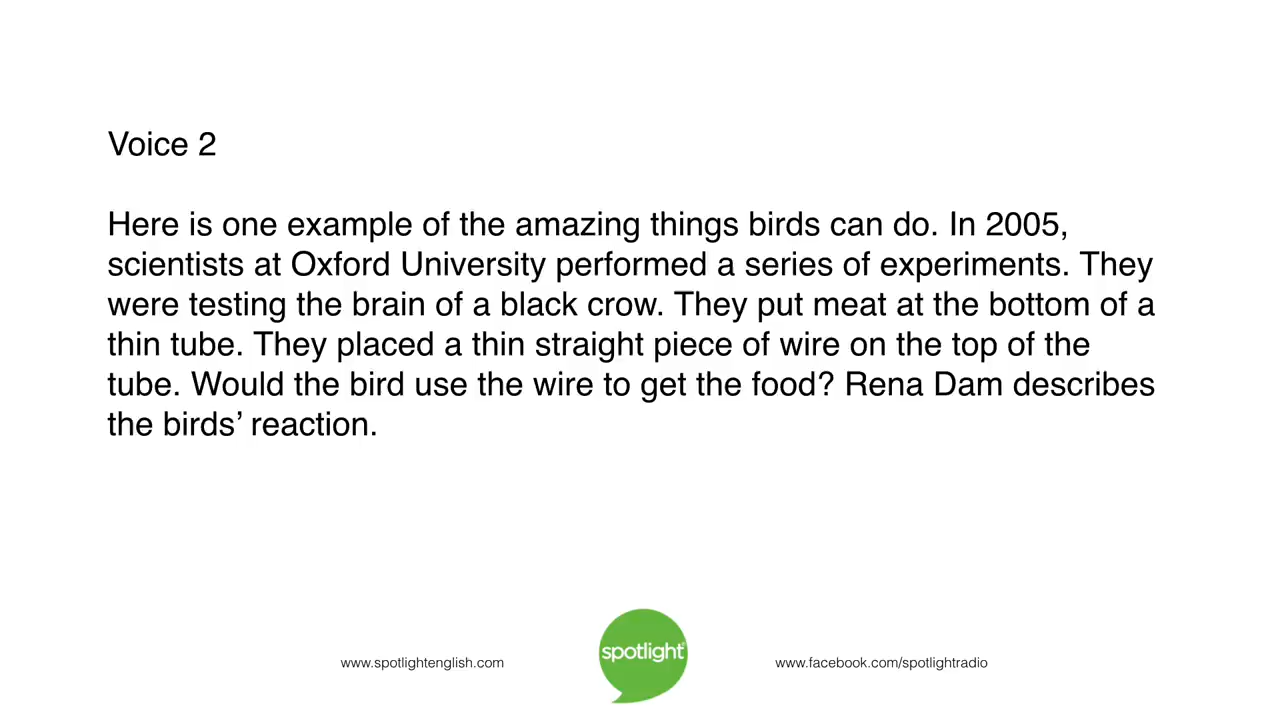 Voice 2
Here is one example of the amazing things birds can do. In 2005,
scientists at Oxford University performed a series of experiments. They
were testing the brain of a black crow. They put meat at the bottom of a
thin tube. They placed a thin straight piece of wire on the top of the
tube. Would the bird use the wire to get the food? Rena Dam describes
the birds’ reaction.
www.spotlightenglish.com
spotlight®
www.facebook.com/spotlightradio